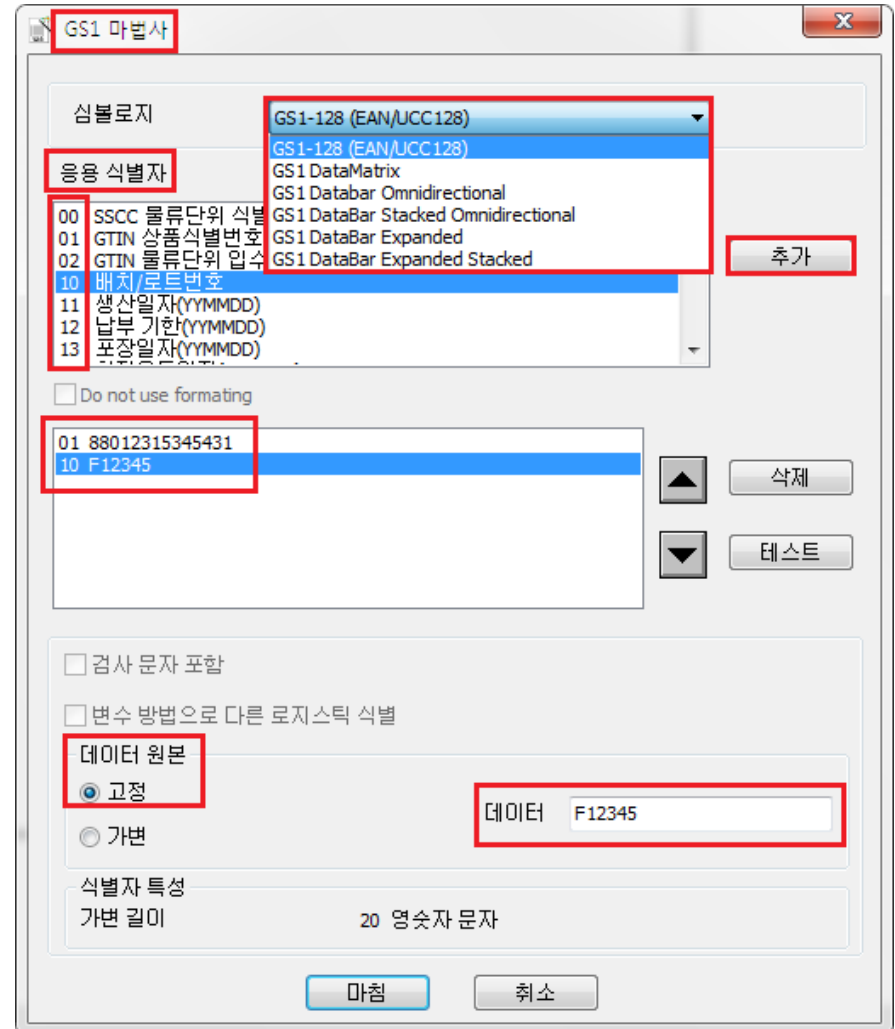 GS1 마법사
심볼로지
GS1-128 (EAN/UCC128)
GS1-128 (EAN/UCC128)
GS1 DataMatrix
GS1 Databar Omnidirectional
GS1 DataBar Stacked Omnidirectional
GS1 DataBar Expanded
GS1 DataBar Expanded Stacked
응용 식별자
00 SSCC 물류단위 식별
01 GTIN 상품식별번호
02 GTIN 물류단위 입수
10 배치/로트번호
11 생산일자(YYMMDD)
12 납부 기한(YYMMDD)
13 포장일자(YYMMDD)
추가
Do not use formating
01 88012315345431
10 F12345
삭제
테스트
검사 문자 포함
변수 방법으로 다른 로지스틱 식별
데이터 원본
고정
데이터 F12345
가변
식별자 특성
가변 길이 20 영숫자 문자
마침
취소